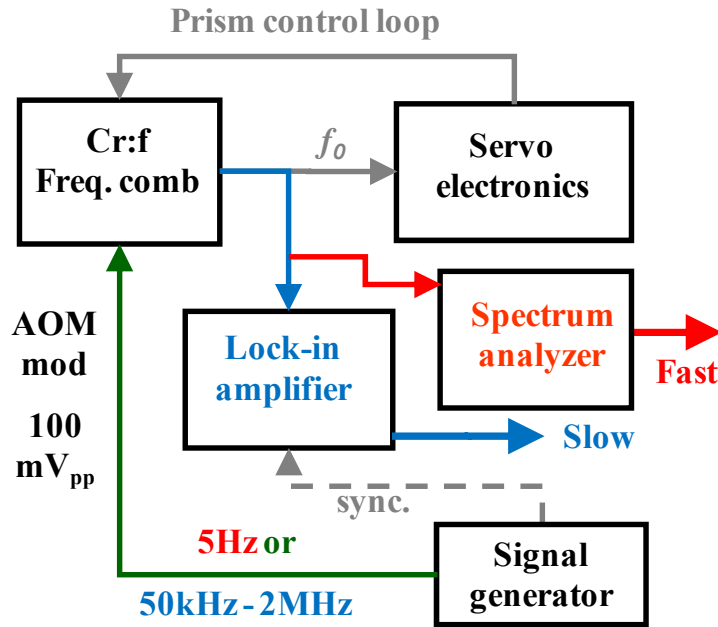 Prism control loop
Cr:f
Freq. comb
f0
Servo
electronics
AOM
mod
100
mVpp
Lock-in
amplifier
Spectrum
analyzer
Fast
Slow
sync.
5Hz or
50kHz - 2MHz
Signal
generator